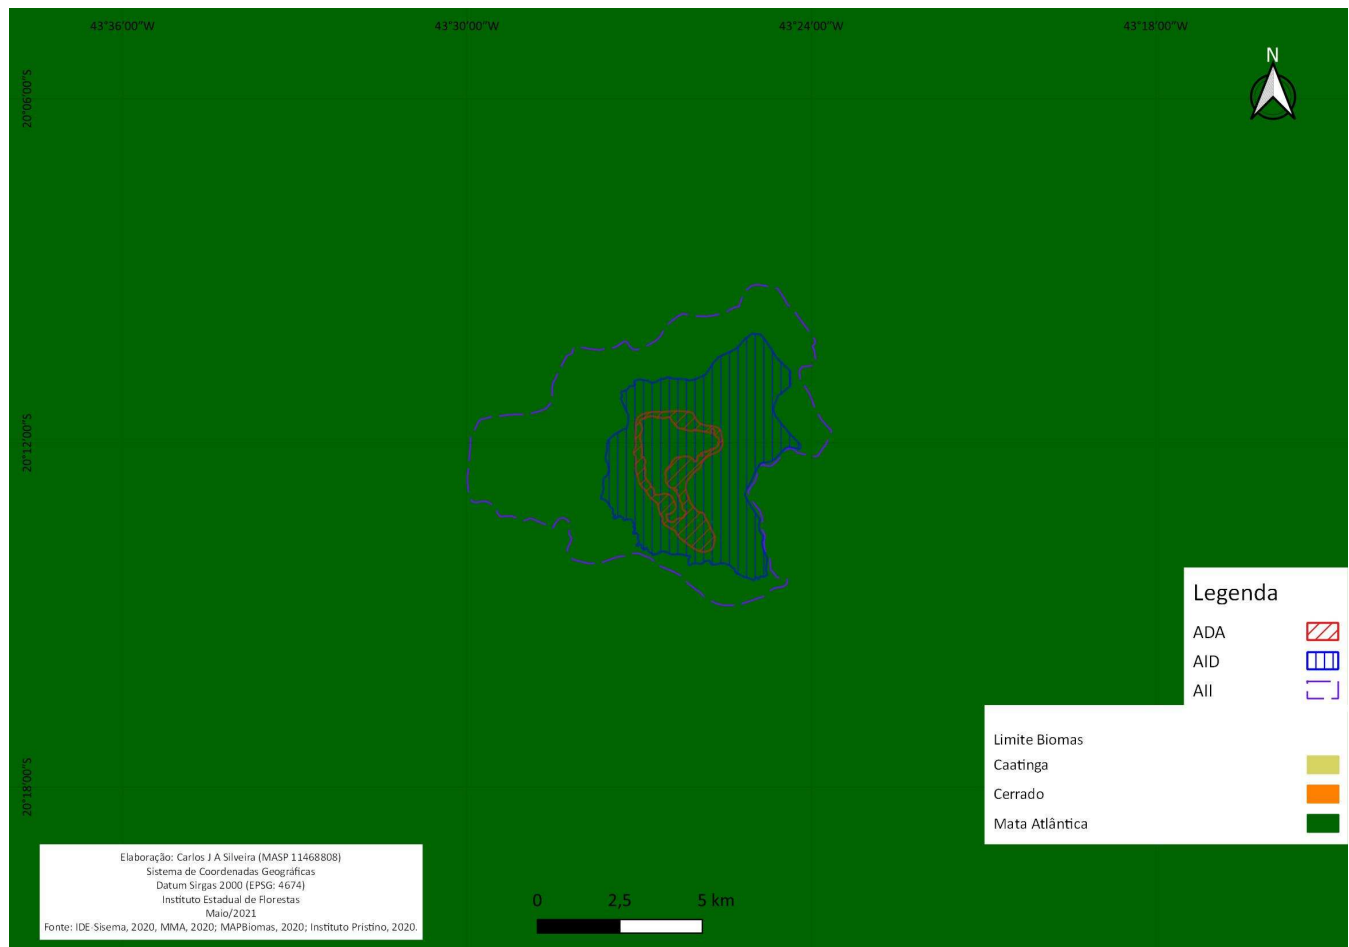 43°36'00"W 43°30'00"W 43°24'00"W 43°18'00"W
N
20°06'00"S
20°12'00"S
20°18'00"S
Legenda
ADA
AID
AII
Limite Biomas
Caatinga
Cerrado
Mata Atlântica
Elaboração: Carlos J A Silveira (MASP 11468808)
Sistema de Coordenadas Geográficas
Datum Sirgas 2000 (EPSG: 4674)
Instituto Estadual de Florestas
Maio/2021
Fonte: IDE-Sisema, 2020, MMA, 2020; MAPBiomas, 2020; Instituto Prístino, 2020.
0 2,5 5 km